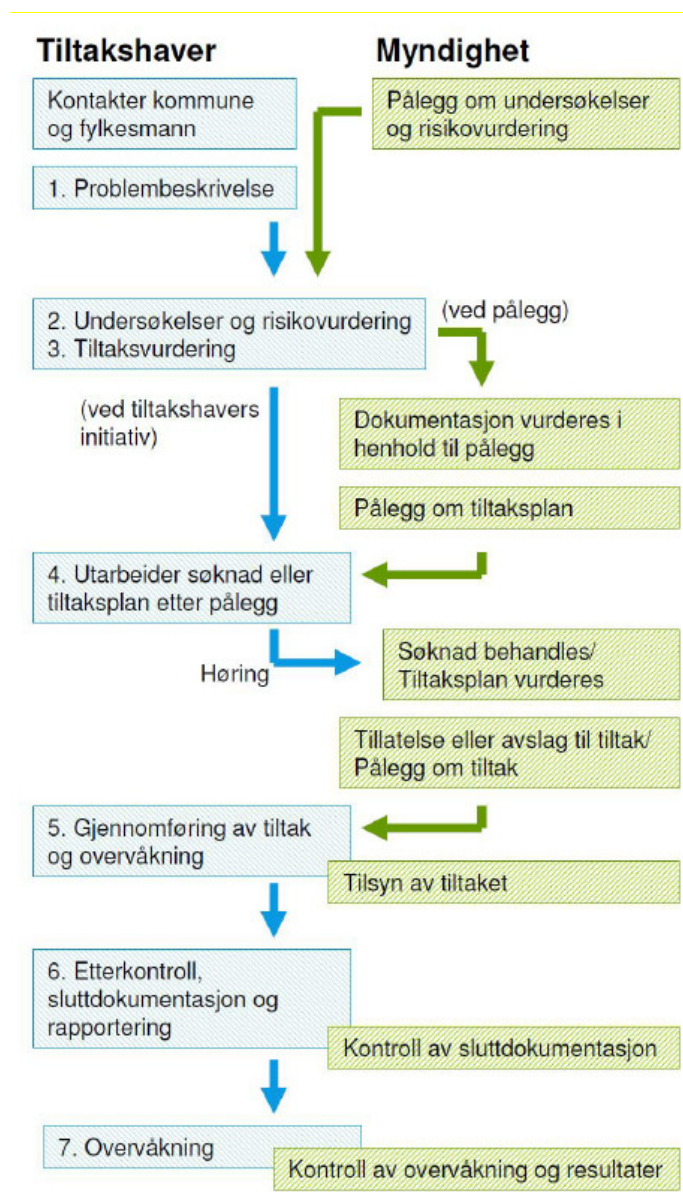 Tiltakshaver
Myndighet
Kontakter kommune
og fylkesmann
Pålegg om undersøkelser
og risikovurdering
1. Problembeskrivelse
2. Undersøkelser og risikovurdering
3. Tiltaksvurdering
(ved pålegg)
(ved tiltakshavers
initiativ)
Dokumentasjon vurderes i
henhold til pålegg
Pålegg om tiltaksplan
4. Utarbeider søknad eller
tiltaksplan etter pålegg
Høring
Søknad behandles/
Tiltaksplan vurderes
Tillatelse eller avslag til tiltak/
Pålegg om tiltak
5. Gjennomføring av tiltak
og overvåkning
Tilsyn av tiltaket
6. Etterkontroll,
sluttdokumentasjon og
rapportering
Kontroll av sluttdokumentasjon
7. Overvåkning
Kontroll av overvåkning og resultater